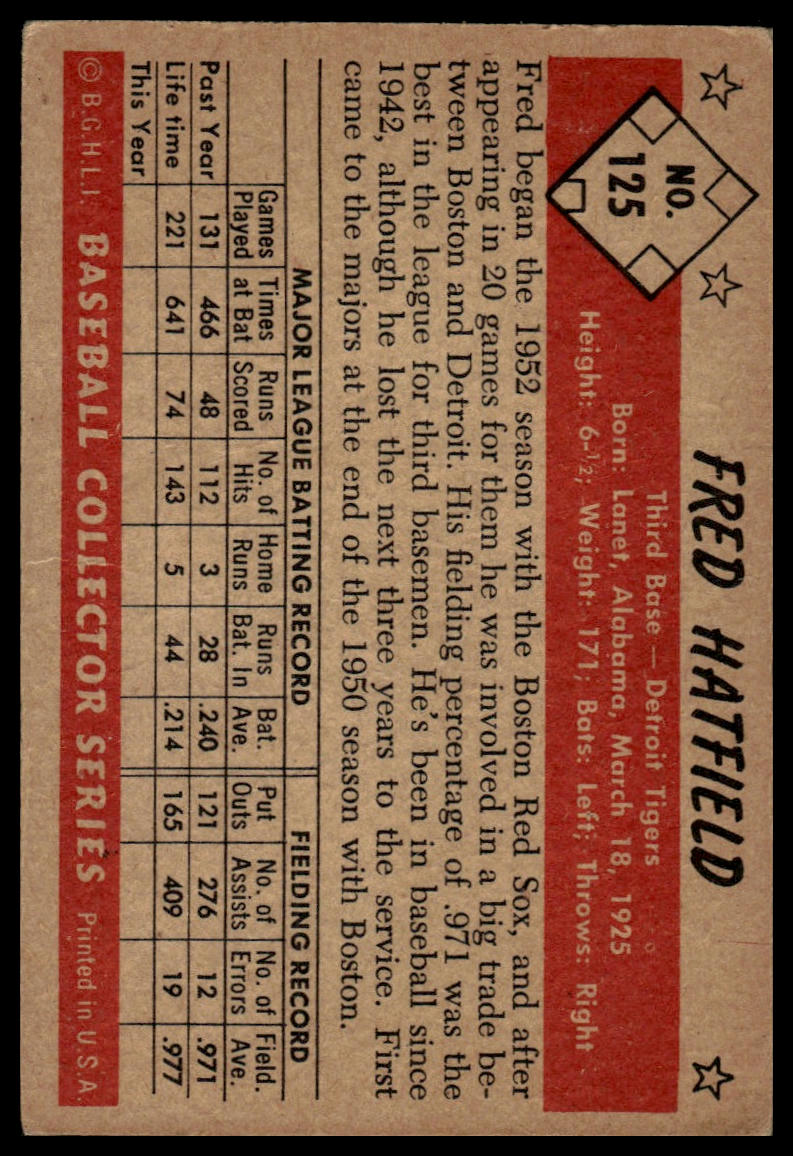 FRED HATFIELD
NO.
125
Third Base — Detroit Tigers
Born: Lanet, Alabama, March 18, 1925
Height: 6-½; Weight: 171; Bats: Left; Throws: Right
Fred began the 1952 season with the Boston Red Sox, and after
appearing in 20 games for them he was involved in a big trade be-
tween Boston and Detroit. His fielding percentage of .971 was the
best in the league for third basemen. He's been in baseball since
1942, although he lost the next three years to the service. First
came to the majors at the end of the 1950 season with Boston.
MAJOR LEAGUE BATTING RECORD FIELDING RECORD
Games Times Runs No. of Home Runs Bat. Put No. of No. of Field.
Played at Bat Scored Hits Runs Bat. In Ave. Outs Assists Errors Ave.
Past Year 131 466 48 112 3 28 .240 121 276 12 .971
Life time 221 641 74 143 5 44 .214 165 409 19 .977
This Year
© B.G.H.L.I. BASEBALL COLLECTOR SERIES Printed in U.S.A.